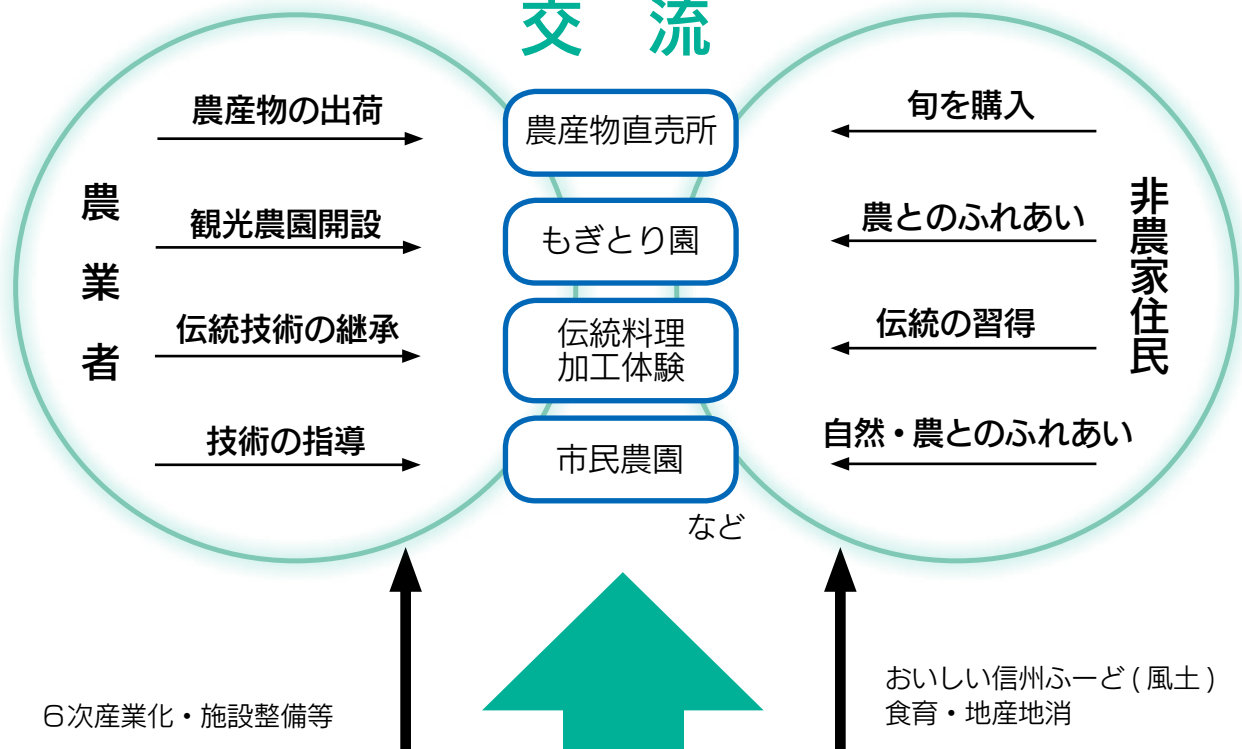 交流
農業者
農産物の出荷
観光農園開設
伝統技術の継承
技術の指導
農産物直売所
もぎとり園
伝統料理
加工体験
市民農園
など
旬を購入
農とのふれあい
伝統の習得
自然・農とのふれあい
非農家住民
6次産業化・施設整備等
おいしい信州ふーど(風土)
食育・地産地消